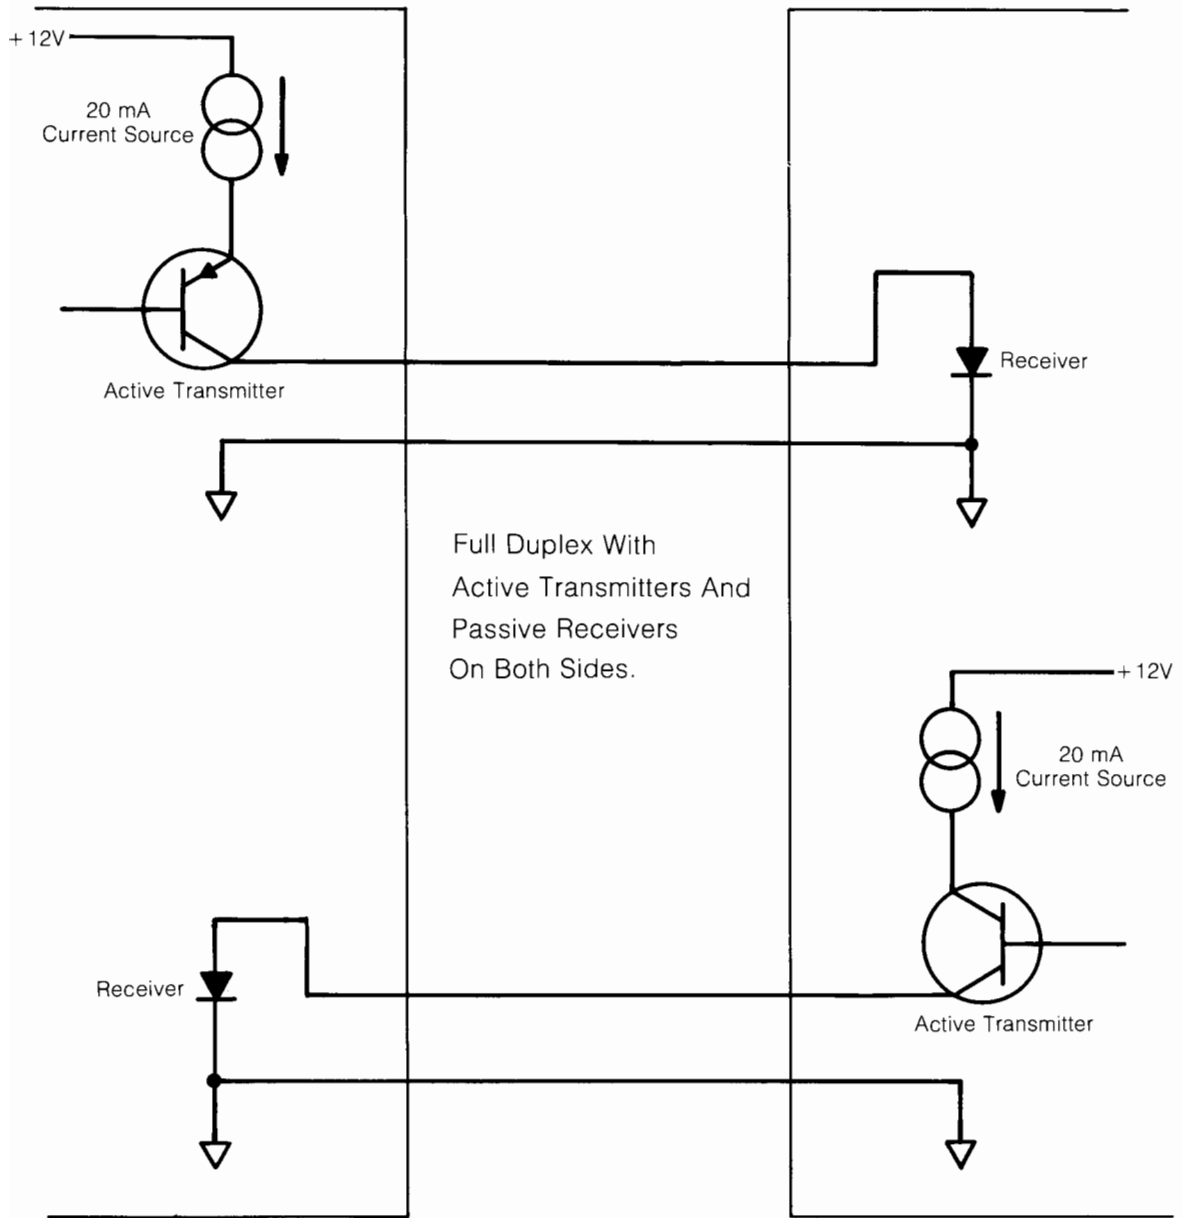 + 12V
20 mA
Current Source
Active Transmitter
Receiver
Full Duplex With
Active Transmitters And
Passive Receivers
On Both Sides.
+ 12V
20 mA
Current Source
Receiver
Active Transmitter